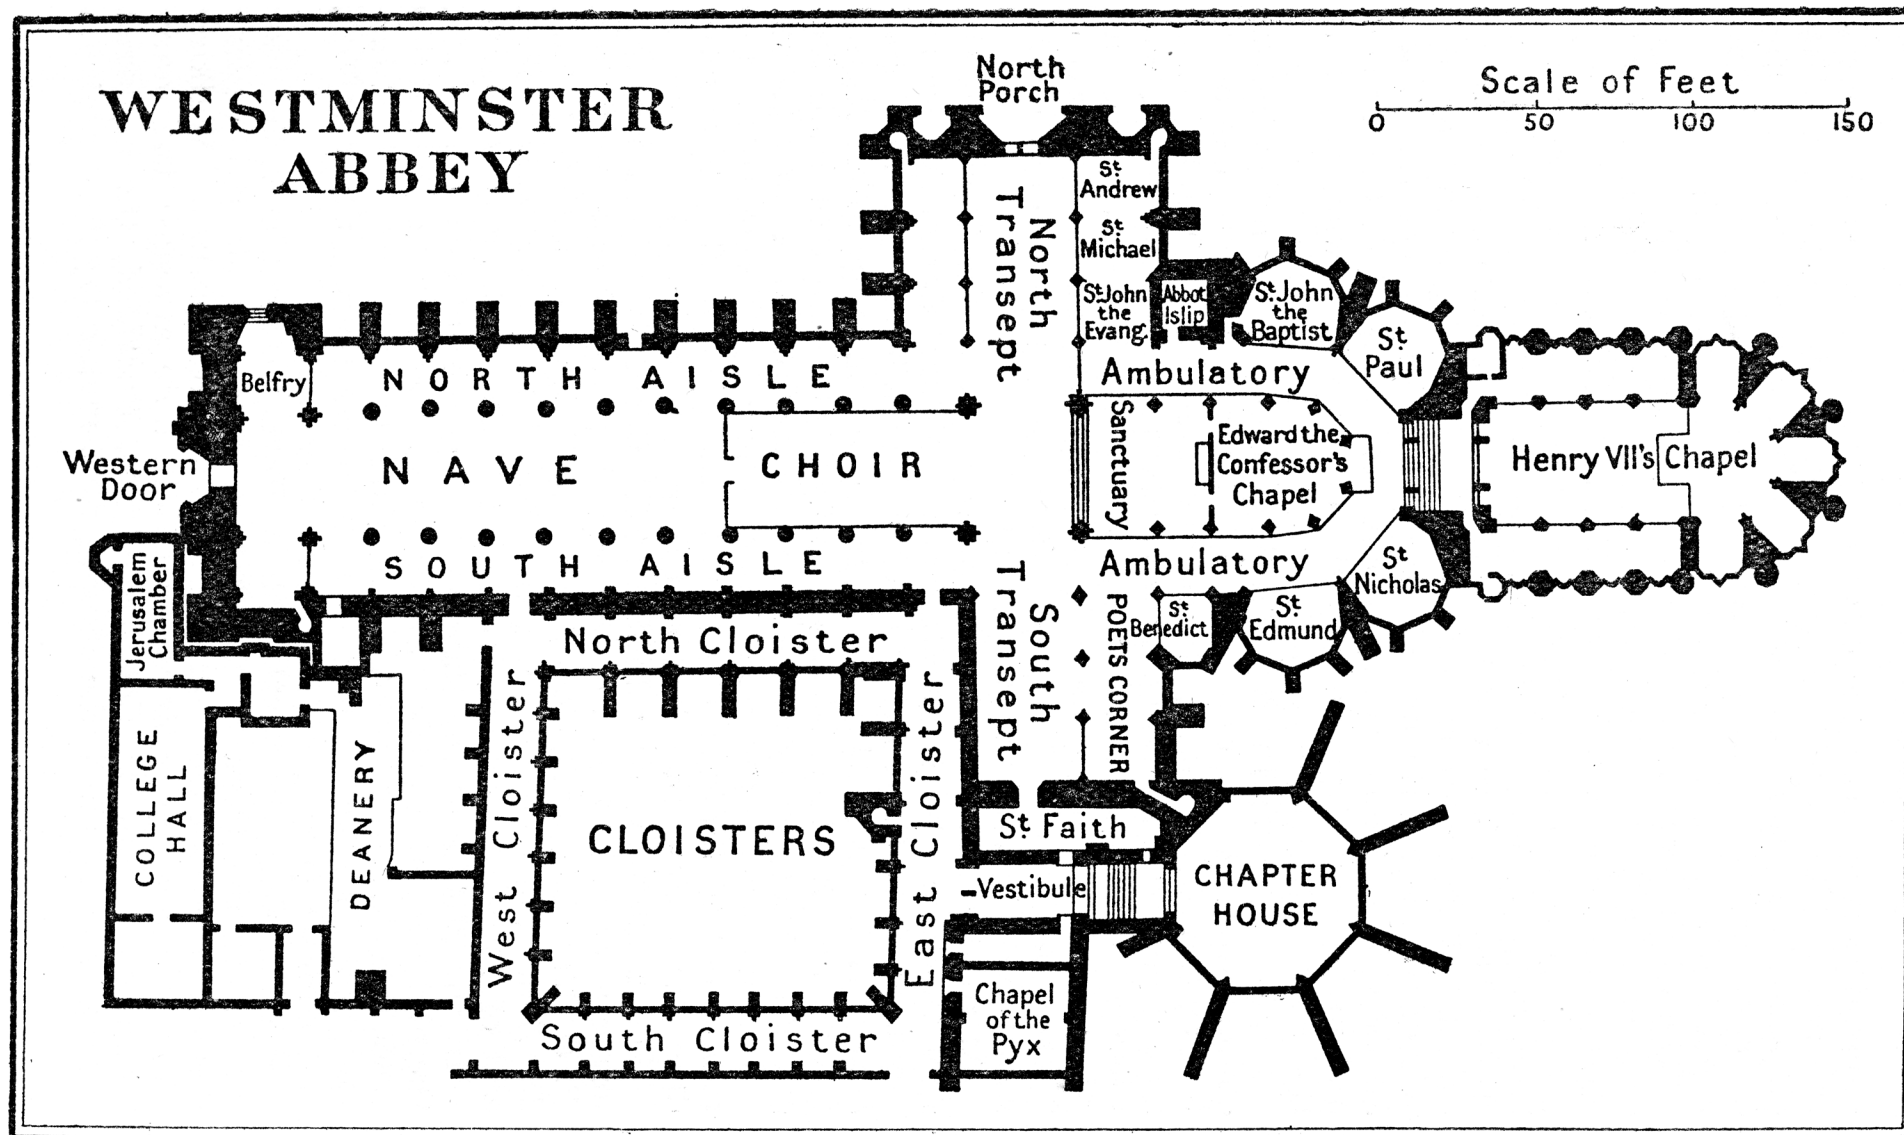 WESTMINSTER
ABBEY
North
Porch
Scale of Feet
0 50 100 150
St
Andrew
St
Michael
St John
the
Evang.
Abbot
Islip
St John
the
Baptist
St
Paul
North
Transept
Belfry
NORTH AISLE
Ambulatory
Western
Door
NAVE
CHOIR
Sanctuary
Edward the
Confessor's
Chapel
Henry VII's Chapel
SOUTH AISLE
Ambulatory
St
Nicholas
Jerusalem
Chamber
North Cloister
South
Transept
POETS CORNER
St
Benedict
St
Edmund
COLLEGE
HALL
DEANERY
West Cloister
CLOISTERS
East Cloister
St Faith
Vestibule
CHAPTER
HOUSE
Chapel
of the
Pyx
South Cloister